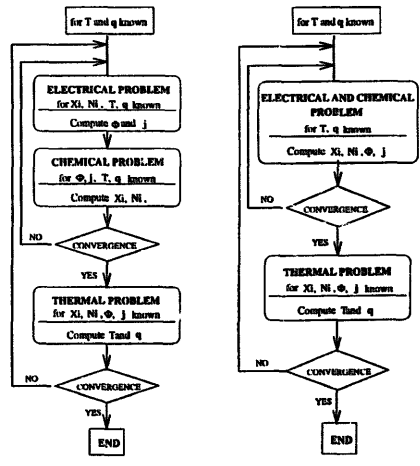 for T and q known
ELECTRICAL PROBLEM
for Xi, Ni, T, q known
Compute Φ and j
CHEMICAL PROBLEM
for Φ, j, T, q known
Compute Xi, Ni.
NO
CONVERGENCE
YES
THERMAL PROBLEM
for Xi, Ni, Φ, j known
Compute Tand q
NO
CONVERGENCE
YES
END
for T and q known
ELECTRICAL AND CHEMICAL
PROBLEM
for T, q known
Compute Xi, Ni, Φ, j
NO
CONVERGENCE
YES
THERMAL PROBLEM
for Xi, Ni, Φ, j known
Compute Tand q
NO
CONVERGENCE
YES
END